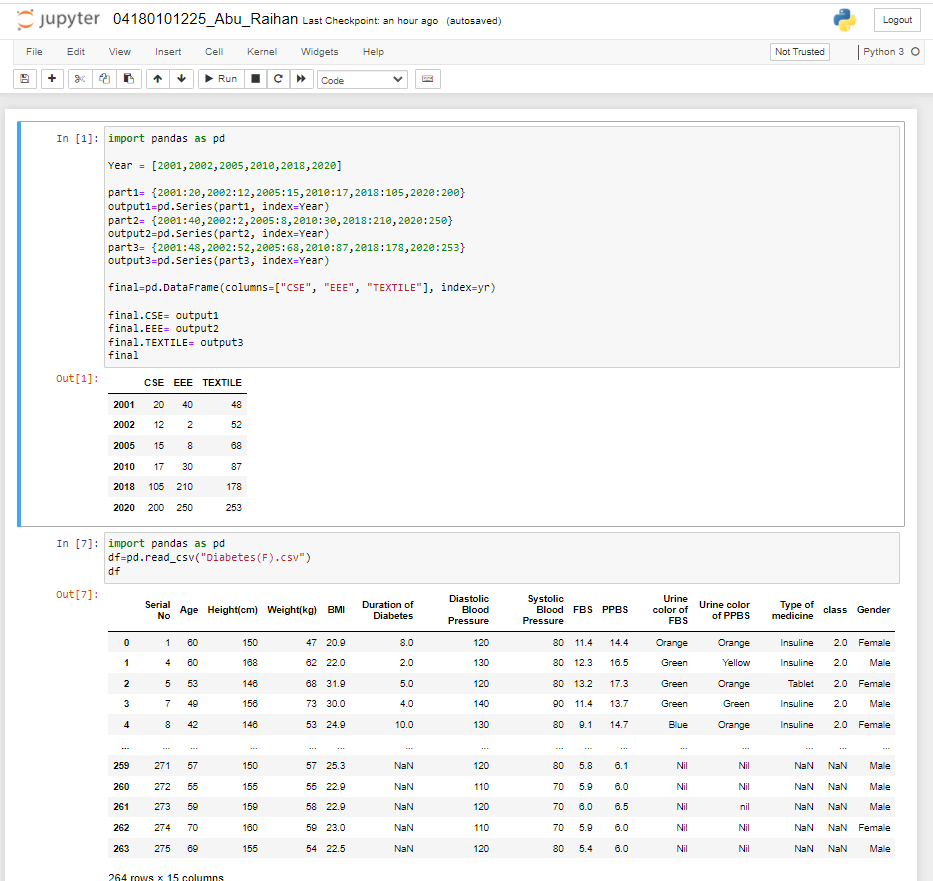 jupyter 04180101225_Abu_Raihan Last Checkpoint: an hour ago (autosaved)
Logout
File Edit View Insert Cell Kernel Widgets Help
Not Trusted
Python 3
Run
Code
In [1]:
import pandas as pd
Year = [2001,2002,2005,2010,2018,2020]
part1= {2001:20,2002:12,2005:15,2010:17,2018:105,2020:200}
output1=pd.Series(part1, index=Year)
part2= {2001:40,2002:2,2005:8,2010:30,2018:210,2020:250}
output2=pd.Series(part2, index=Year)
part3= {2001:48,2002:52,2005:68,2010:87,2018:178,2020:253}
output3=pd.Series(part3, index=Year)
final=pd.DataFrame(columns=["CSE", "EEE", "TEXTILE"], index=yr)
final.CSE= output1
final.EEE= output2
final.TEXTILE= output3
final
Out[1]:
CSE EEE TEXTILE
2001 20 40 48
2002 12 2 52
2005 15 8 68
2010 17 30 87
2018 105 210 178
2020 200 250 253
In [7]:
import pandas as pd
df=pd.read_csv("Diabetes(F).csv")
df
Out[7]:
Serial No Age Height(cm) Weight(kg) BMI Duration of Diabetes Diastolic Blood Pressure Systolic Blood Pressure FBS PPBS Urine color of FBS Urine color of PPBS Type of medicine class Gender
0 1 60 150 47 20.9 8.0 120 80 11.4 14.4 Orange Orange Insuline 2.0 Female
1 4 60 168 62 22.0 2.0 130 80 12.3 16.5 Green Yellow Insuline 2.0 Male
2 5 53 146 68 31.9 5.0 120 80 13.2 17.3 Green Orange Tablet 2.0 Female
3 7 49 156 73 30.0 4.0 140 90 11.4 13.7 Green Green Insuline 2.0 Male
4 8 42 146 53 24.9 10.0 130 80 9.1 14.7 Blue Orange Insuline 2.0 Female
... ... ... ... ... ... ... ... ... ... ... ... ... ... ... ...
259 271 57 150 57 25.3 NaN 120 80 5.8 6.1 Nil Nil NaN NaN Male
260 272 55 155 55 22.9 NaN 110 70 5.9 6.0 Nil Nil NaN NaN Male
261 273 59 159 58 22.9 NaN 120 70 6.0 6.5 Nil nil NaN NaN Male
262 274 70 160 59 23.0 NaN 110 70 5.9 6.0 Nil Nil NaN NaN Female
263 275 69 155 54 22.5 NaN 120 80 5.4 6.0 Nil Nil NaN NaN Male
264 rows × 15 columns